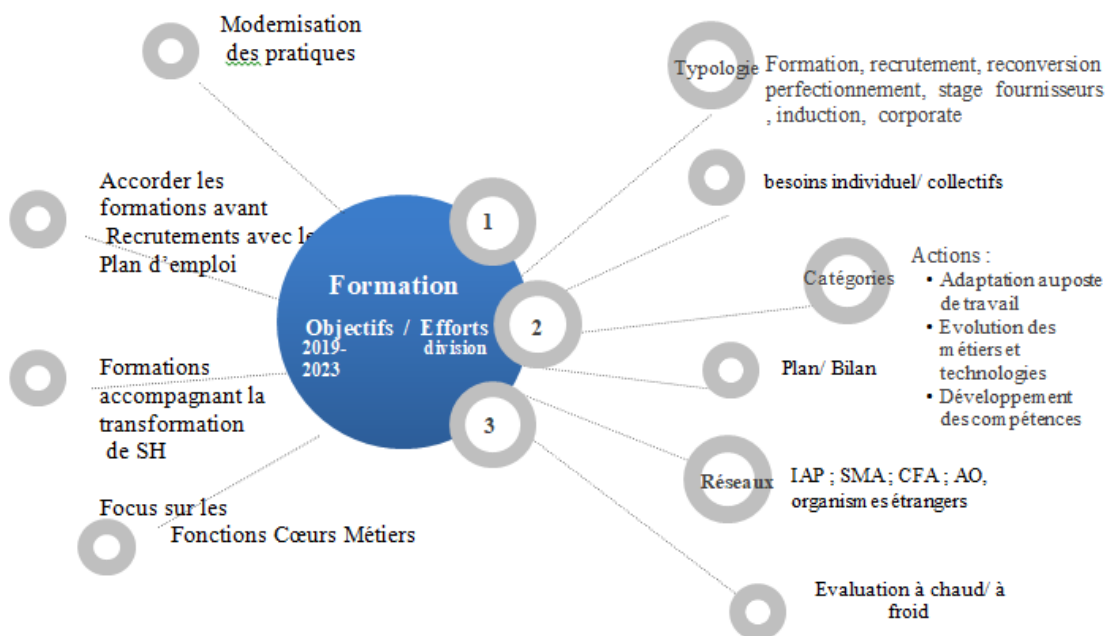 Modernisation
des pratiques
Accorder les
formations avant
Recrutements avec le
Plan d’emploi
Formations
accompagnant la
transformation
de SH
Focus sur les
Fonctions Cœurs Métiers
Formation
Objectifs / Efforts
2019-
2023
division
1
2
3
Typologie
Formation, recrutement, reconversion
perfectionnement, stage fournisseurs
, induction, corporate
besoins individuel/ collectifs
Catégories
Actions :
• Adaptation au poste
de travail
• Evolution des
métiers et
technologies
• Développement
des compétences
Plan/ Bilan
Réseaux
IAP ; SMA ; CFA ; AO,
organismes étrangers
Evaluation à chaud/ à
froid